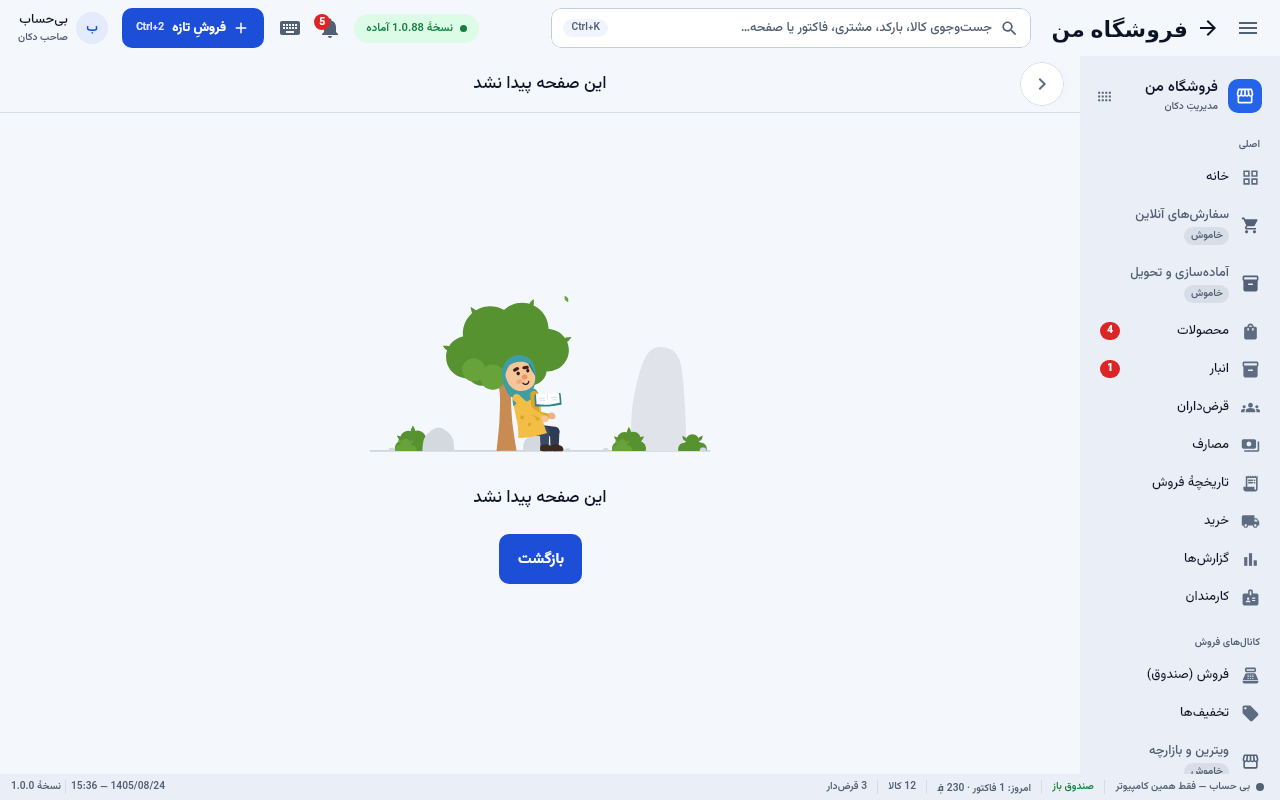 فروشگاه من
جست‌وجوی کالا، بارکد، مشتری، فاکتور یا صفحه…
Ctrl+K
نسخهٔ 1.0.88 آماده
5
فروشِ تازه
Ctrl+2
ب
بی‌حساب
صاحب دکان
این صفحه پیدا نشد
فروشگاه من
مدیریتِ دکان
اصلی
خانه
سفارش‌های آنلاین
خاموش
آماده‌سازی و تحویل
خاموش
محصولات
4
انبار
1
قرض‌داران
مصارف
تاریخچهٔ فروش
خرید
گزارش‌ها
کارمندان
کانال‌های فروش
فروش (صندوق)
تخفیف‌ها
ویترین و بازارچه
خاموش
این صفحه پیدا نشد
بازگشت
بی حساب — فقط همین کامپیوتر
صندوق باز
امروز: 1 فاکتور · 230 ؋
12 کالا
3 قرض‌دار
1405/08/24 — 15:36
نسخهٔ 1.0.0